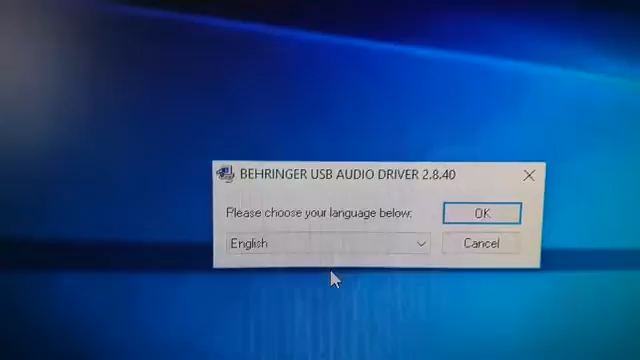 BEHRINGER USB AUDIO DRIVER 2.8.40
Please choose your language below:
OK
English
Cancel